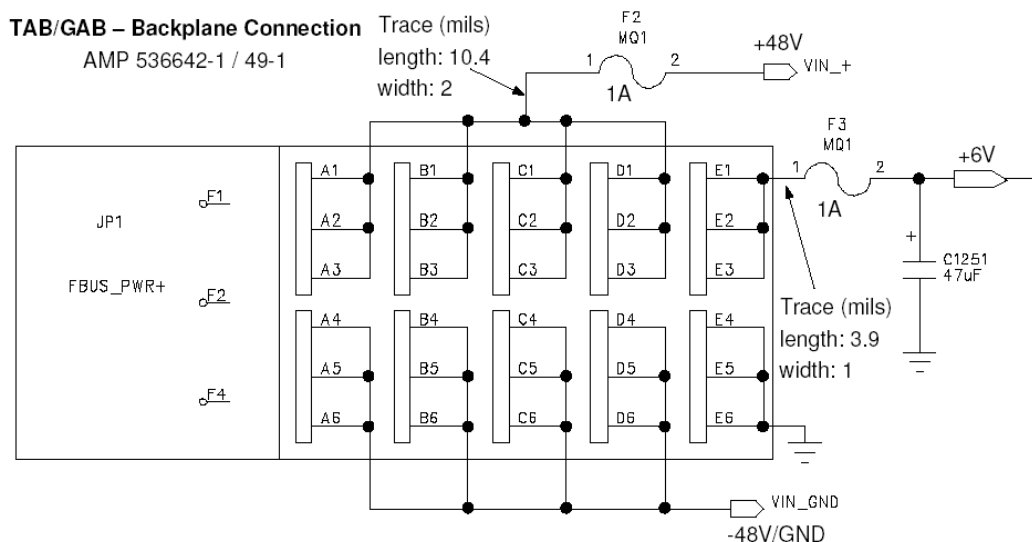 TAB/GAB – Backplane Connection
AMP 536642-1 / 49-1
Trace (mils)
length: 10.4
width: 2
F2
MQ1
1
2
1A
+48V
VIN_+
F3
MQ1
1
2
1A
+6V
+
C1251
47uF
Trace (mils)
length: 3.9
width: 1
JP1
FBUS_PWR+
F1
F2
F4
A1
B1
C1
D1
E1
A2
B2
C2
D2
E2
A3
B3
C3
D3
E3
A4
B4
C4
D4
E4
A5
B5
C5
D5
E5
A6
B6
C6
D6
E6
VIN_GND
-48V/GND